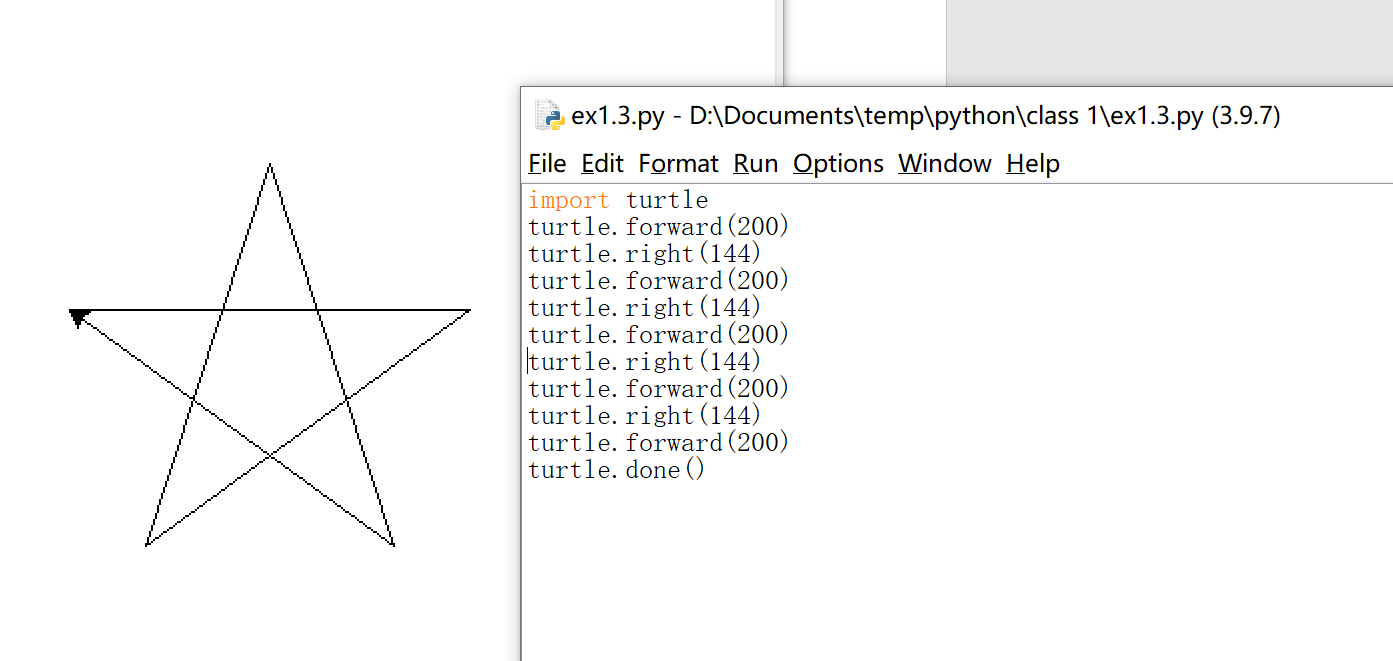 ex1.3.py - D:\Documents\temp\python\class 1\ex1.3.py (3.9.7)
File Edit Format Run Options Window Help
import turtle
turtle.forward(200)
turtle.right(144)
turtle.forward(200)
turtle.right(144)
turtle.forward(200)
turtle.right(144)
turtle.forward(200)
turtle.right(144)
turtle.forward(200)
turtle.done()